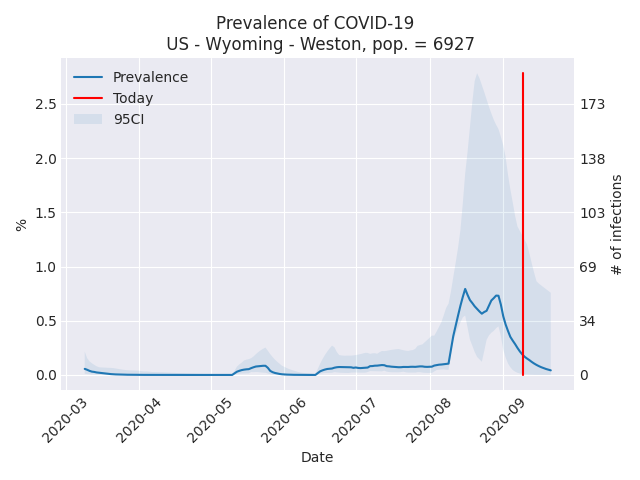 Prevalence of COVID-19
US - Wyoming - Weston, pop. = 6927
Prevalence
Today
95CI
2.5
2.0
1.5
1.0
0.5
0.0
%
173
138
103
69
34
0
# of infections
2020-03
2020-04
2020-05
2020-06
2020-07
2020-08
2020-09
Date